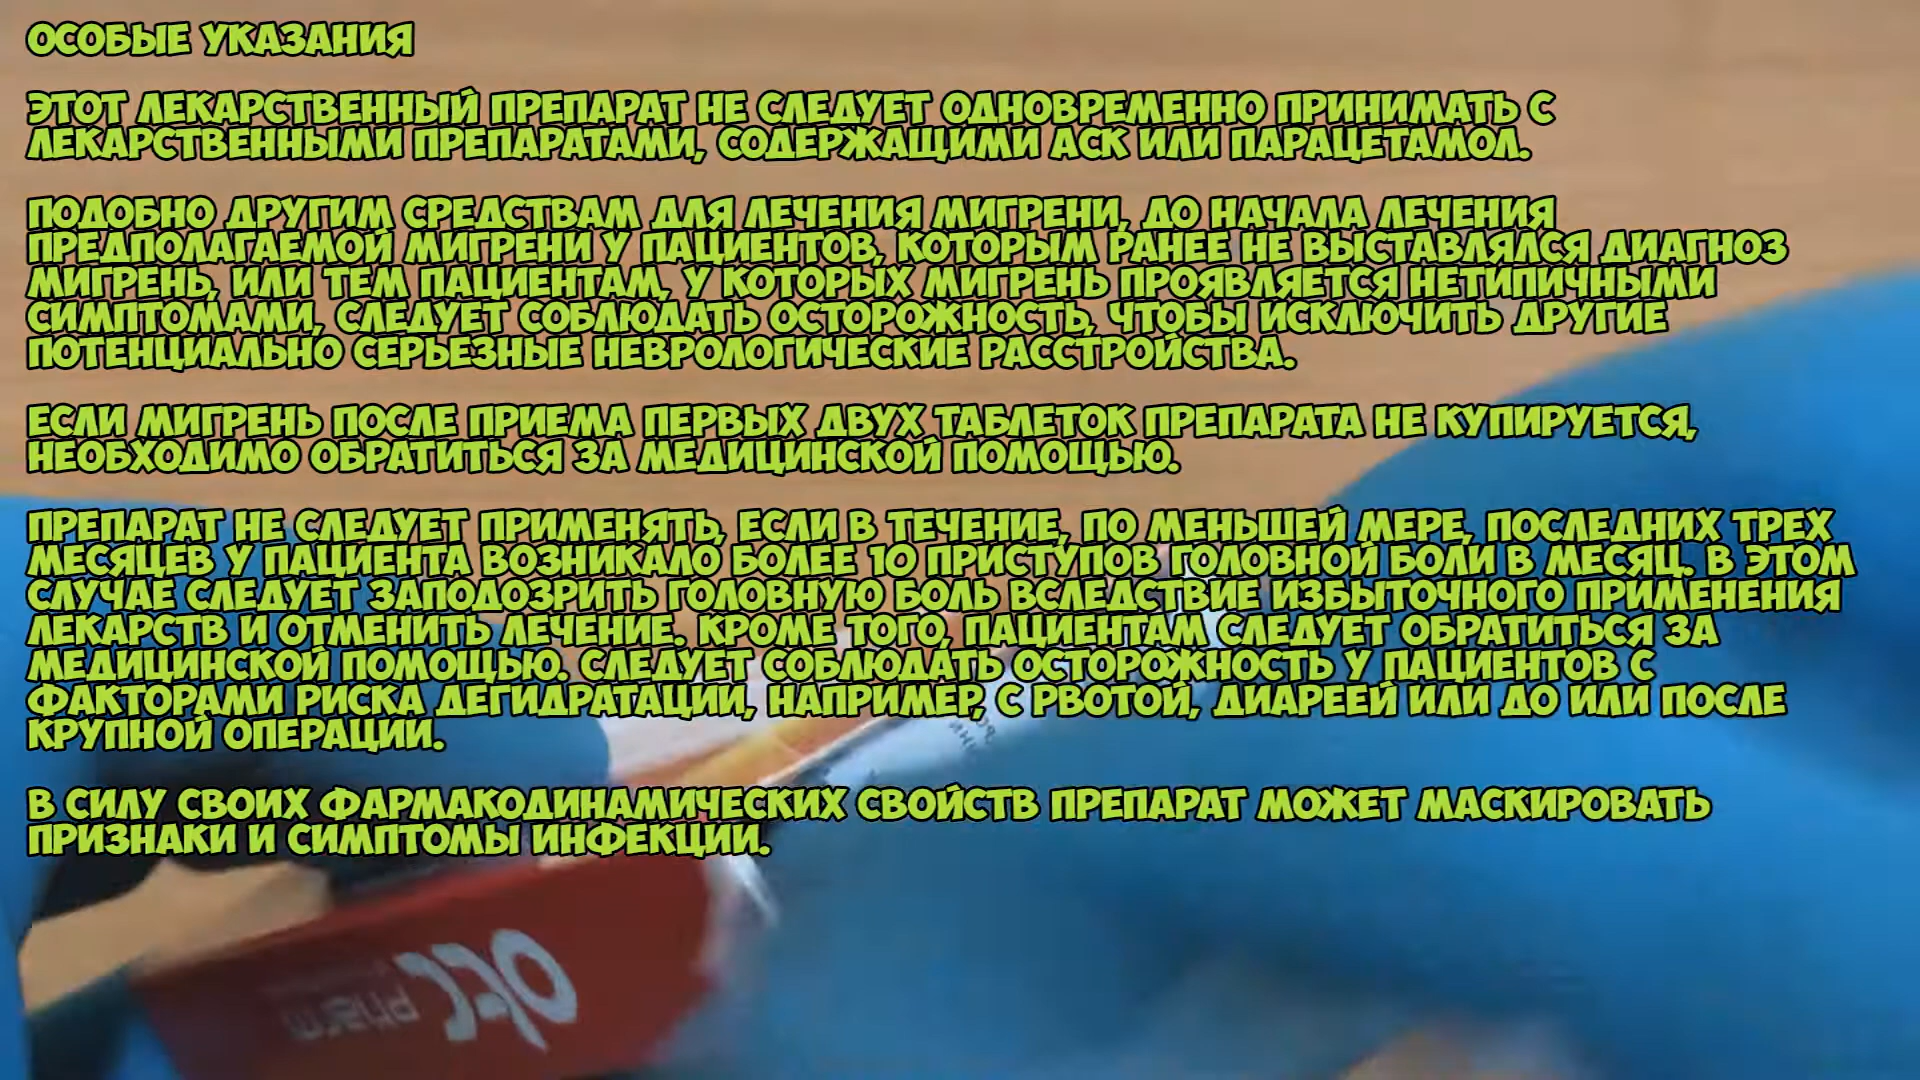 ОСОБЫЕ УКАЗАНИЯ
ЭТОТ ЛЕКАРСТВЕННЫЙ ПРЕПАРАТ НЕ СЛЕДУЕТ ОДНОВРЕМЕННО ПРИНИМАТЬ С
ЛЕКАРСТВЕННЫМИ ПРЕПАРАТАМИ, СОДЕРЖАЩИМИ АСК ИЛИ ПАРАЦЕТАМОЛ.
ПОДОБНО ДРУГИМ СРЕДСТВАМ ДЛЯ ЛЕЧЕНИЯ МИГРЕНИ, ДО НАЧАЛА ЛЕЧЕНИЯ
ПРЕДПОЛАГАЕМОЙ МИГРЕНИ У ПАЦИЕНТОВ, КОТОРЫМ РАНЕЕ НЕ ВЫСТАВЛЯЛСЯ ДИАГНОЗ
МИГРЕНЬ, ИЛИ ТЕМ ПАЦИЕНТАМ, У КОТОРЫХ МИГРЕНЬ ПРОЯВЛЯЕТСЯ НЕТИПИЧНЫМИ
СИМПТОМАМИ, СЛЕДУЕТ СОБЛЮДАТЬ ОСТОРОЖНОСТЬ, ЧТОБЫ ИСКЛЮЧИТЬ ДРУГИЕ
ПОТЕНЦИАЛЬНО СЕРЬЕЗНЫЕ НЕВРОЛОГИЧЕСКИЕ РАССТРОЙСТВА.
ЕСЛИ МИГРЕНЬ ПОСЛЕ ПРИЕМА ПЕРВЫХ ДВУХ ТАБЛЕТОК ПРЕПАРАТА НЕ КУПИРУЕТСЯ,
НЕОБХОДИМО ОБРАТИТЬСЯ ЗА МЕДИЦИНСКОЙ ПОМОЩЬЮ.
ПРЕПАРАТ НЕ СЛЕДУЕТ ПРИМЕНЯТЬ, ЕСЛИ В ТЕЧЕНИЕ, ПО МЕНЬШЕЙ МЕРЕ, ПОСЛЕДНИХ ТРЕХ
МЕСЯЦЕВ У ПАЦИЕНТА ВОЗНИКАЛО БОЛЕЕ 10 ПРИСТУПОВ ГОЛОВНОЙ БОЛИ В МЕСЯЦ. В ЭТОМ
СЛУЧАЕ СЛЕДУЕТ ЗАПОДОЗРИТЬ ГОЛОВНУЮ БОЛЬ ВСЛЕДСТВИЕ ИЗБЫТОЧНОГО ПРИМЕНЕНИЯ
ЛЕКАРСТВ И ОТМЕНИТЬ ЛЕЧЕНИЕ. КРОМЕ ТОГО, ПАЦИЕНТАМ СЛЕДУЕТ ОБРАТИТЬСЯ ЗА
МЕДИЦИНСКОЙ ПОМОЩЬЮ. СЛЕДУЕТ СОБЛЮДАТЬ ОСТОРОЖНОСТЬ У ПАЦИЕНТОВ С
ФАКТОРАМИ РИСКА ДЕГИДРАТАЦИИ, НАПРИМЕР, С РВОТОЙ, ДИАРЕЕЙ ИЛИ ДО ИЛИ ПОСЛЕ
КРУПНОЙ ОПЕРАЦИИ.
В СИЛУ СВОИХ ФАРМАКОДИНАМИЧЕСКИХ СВОЙСТВ ПРЕПАРАТ МОЖЕТ МАСКИРОВАТЬ
ПРИЗНАКИ И СИМПТОМЫ ИНФЕКЦИИ.